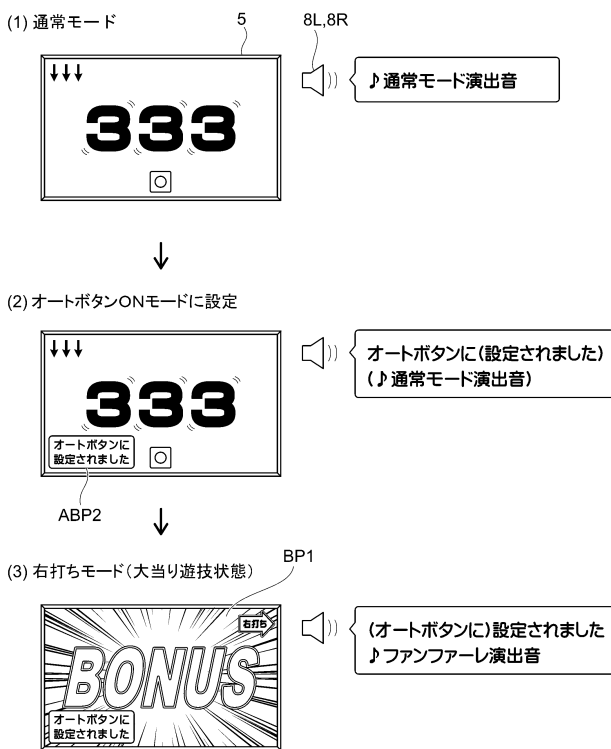 (1) 通常モード
5
8L,8R
↓↓↓
333
♪通常モード演出音
↓
(2) オートボタンONモードに設定
↓↓↓
333
オートボタンに
設定されました
オートボタンに(設定されました)
(♪通常モード演出音)
ABP2
↓
(3) 右打ちモード(大当り遊技状態)
BP1
右打ち
BONUS
オートボタンに
設定されました
(オートボタンに)設定されました
♪ファンファーレ演出音